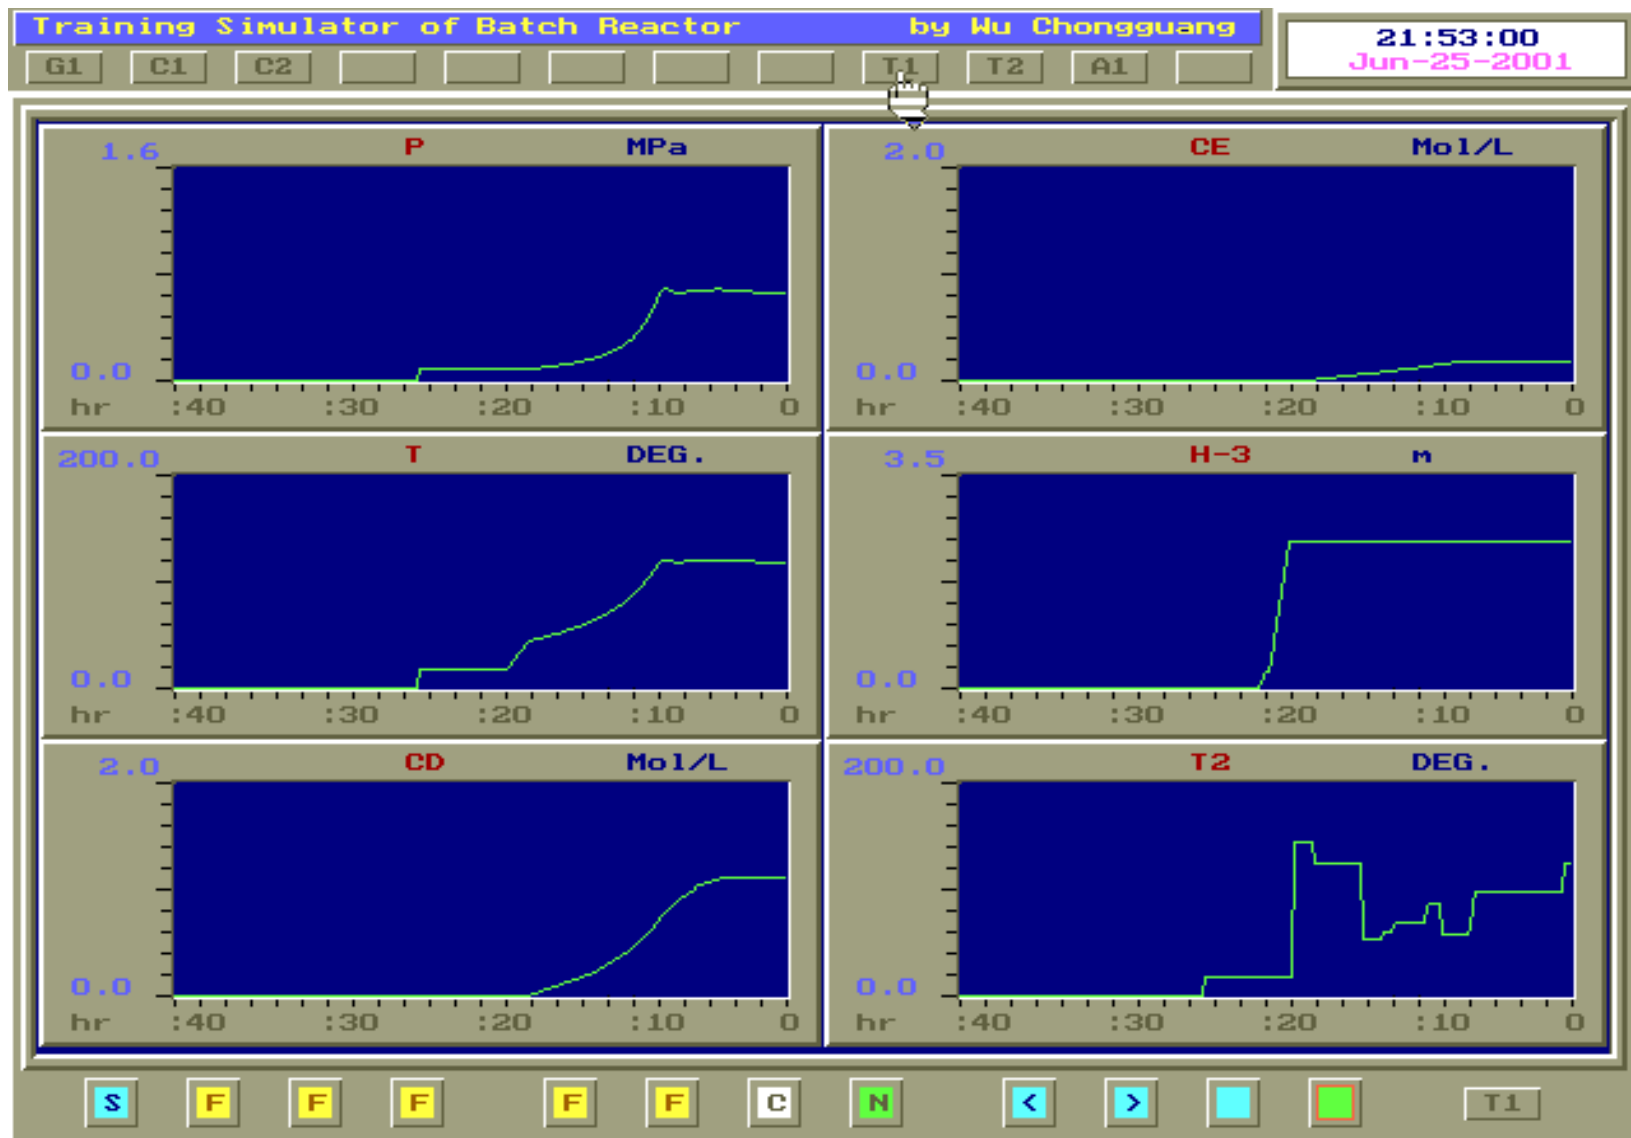 Training Simulator of Batch Reactor by Wu Chongguang
21:53:00
Jun-25-2001
G1 C1 C2 T1 T2 A1
1.6 P MPa
0.0
hr :40 :30 :20 :10 0
2.0 CE Mol/L
0.0
hr :40 :30 :20 :10 0
200.0 T DEG.
0.0
hr :40 :30 :20 :10 0
3.5 H-3 м
0.0
hr :40 :30 :20 :10 0
2.0 CD Mol/L
0.0
hr :40 :30 :20 :10 0
200.0 T2 DEG.
0.0
hr :40 :30 :20 :10 0
S F F F F F C N < > T1